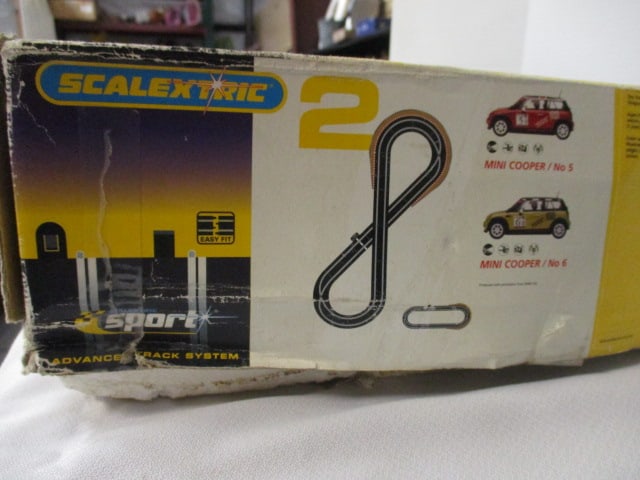 SCALEXTRIC
2
EASY FIT
sport
ADVANCED TRACK SYSTEM
MINI COOPER / No 5
MINI COOPER / No 6